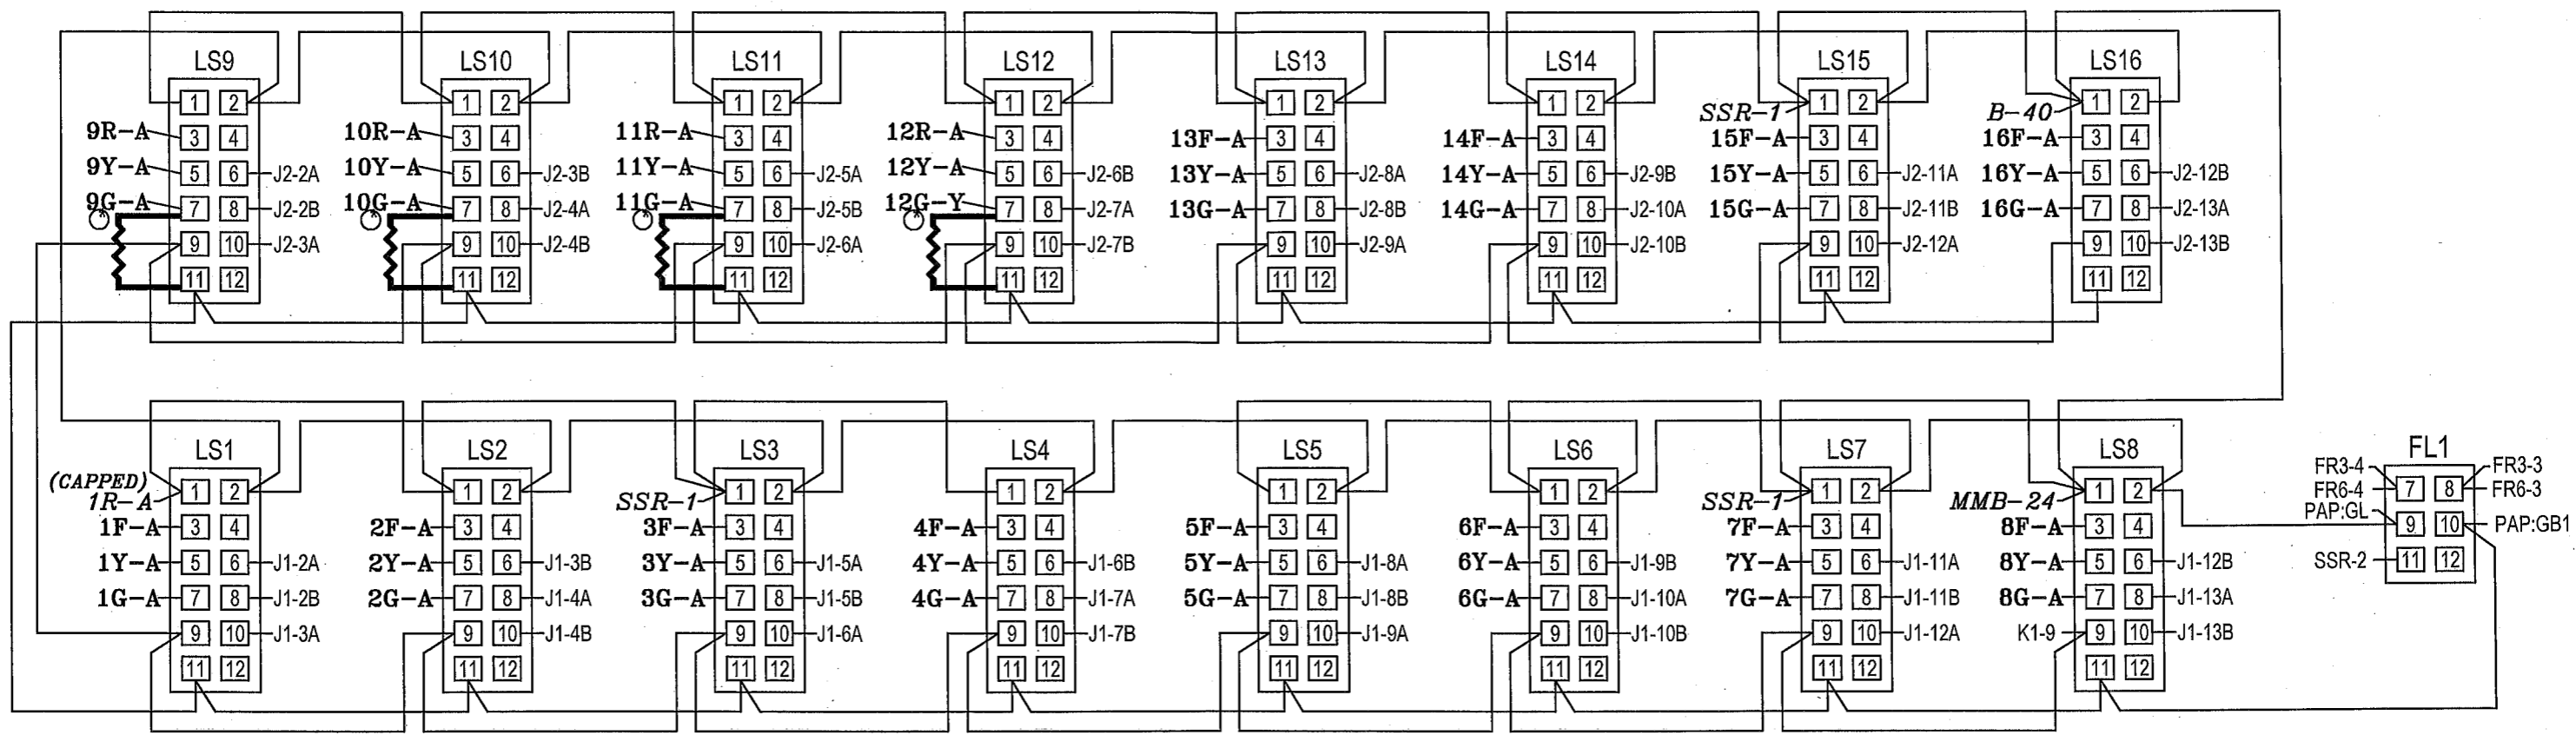 LS9 LS10 LS11 LS12 LS13 LS14 LS15 LS16
1 2 1 2 1 2 1 2 1 2 1 2 SSR-1 1 2 B-40 1 2
9R-A 3 4 10R-A 3 4 11R-A 3 4 12R-A 3 4 13F-A 3 4 14F-A 3 4 15F-A 3 4 16F-A 3 4
9Y-A 5 6 J2-2A 10Y-A 5 6 J2-3B 11Y-A 5 6 J2-5A 12Y-A 5 6 J2-6B 13Y-A 5 6 J2-8A 14Y-A 5 6 J2-9B 15Y-A 5 6 J2-11A 16Y-A 5 6 J2-12B
9G-A 7 8 J2-2B 10G-A 7 8 J2-4A 11G-A 7 8 J2-5B 12G-Y 7 8 J2-7A 13G-A 7 8 J2-8B 14G-A 7 8 J2-10A 15G-A 7 8 J2-11B 16G-A 7 8 J2-13A
* * * *
9 10 J2-3A 9 10 J2-4B 9 10 J2-6A 9 10 J2-7B 9 10 J2-9A 9 10 J2-10B 9 10 J2-12A 9 10 J2-13B
11 12 11 12 11 12 11 12 11 12 11 12 11 12 11 12
LS1 LS2 LS3 LS4 LS5 LS6 LS7 LS8 FL1
(CAPPED)
1R-A 1 2 1 2 SSR-1 1 2 1 2 1 2 1 2 SSR-1 1 2 MMB-24 1 2
1F-A 3 4 2F-A 3 4 3F-A 3 4 4F-A 3 4 5F-A 3 4 6F-A 3 4 7F-A 3 4 8F-A 3 4
1Y-A 5 6 J1-2A 2Y-A 5 6 J1-3B 3Y-A 5 6 J1-5A 4Y-A 5 6 J1-6B 5Y-A 5 6 J1-8A 6Y-A 5 6 J1-9B 7Y-A 5 6 J1-11A 8Y-A 5 6 J1-12B
1G-A 7 8 J1-2B 2G-A 7 8 J1-4A 3G-A 7 8 J1-5B 4G-A 7 8 J1-7A 5G-A 7 8 J1-8B 6G-A 7 8 J1-10A 7G-A 7 8 J1-11B 8G-A 7 8 J1-13A
9 10 J1-3A 9 10 J1-4B 9 10 J1-6A 9 10 J1-7B 9 10 J1-9A 9 10 J1-10B 9 10 J1-12A K1-9 9 10 J1-13B
11 12 11 12 11 12 11 12 11 12 11 12 11 12 11 12
FR3-4 FR3-3
FR6-4 7 8 FR6-3
PAP:GL 9 10 PAP:GB1
SSR-2 11 12